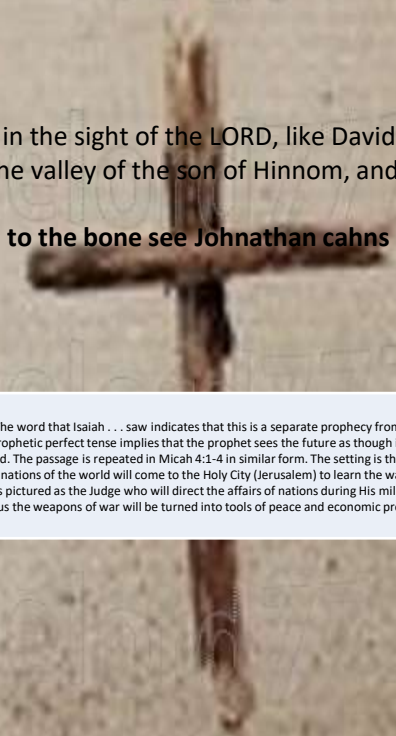 in the sight of the LORD, like David
he valley of the son of Hinnom, and
to the bone see Johnathan cahns
he word that Isaiah . . . saw indicates that this is a separate prophecy from
rophetic perfect tense implies that the prophet sees the future as though i
d. The passage is repeated in Micah 4:1-4 in similar form. The setting is th
nations of the world will come to the Holy City (Jerusalem) to learn the wa
s pictured as the Judge who will direct the affairs of nations during His mil
us the weapons of war will be turned into tools of peace and economic pr